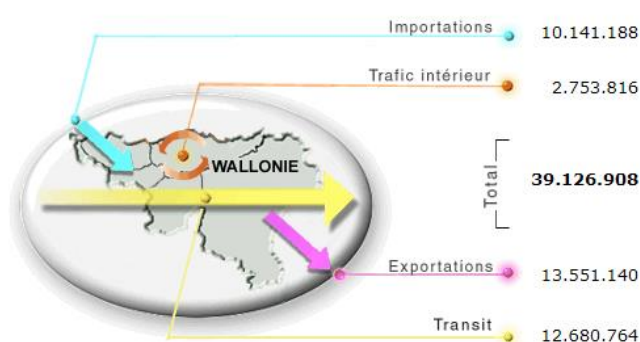 Importations 10.141.188
Trafic intérieur 2.753.816
WALLONIE
Total 39.126.908
Exportations 13.551.140
Transit 12.680.764